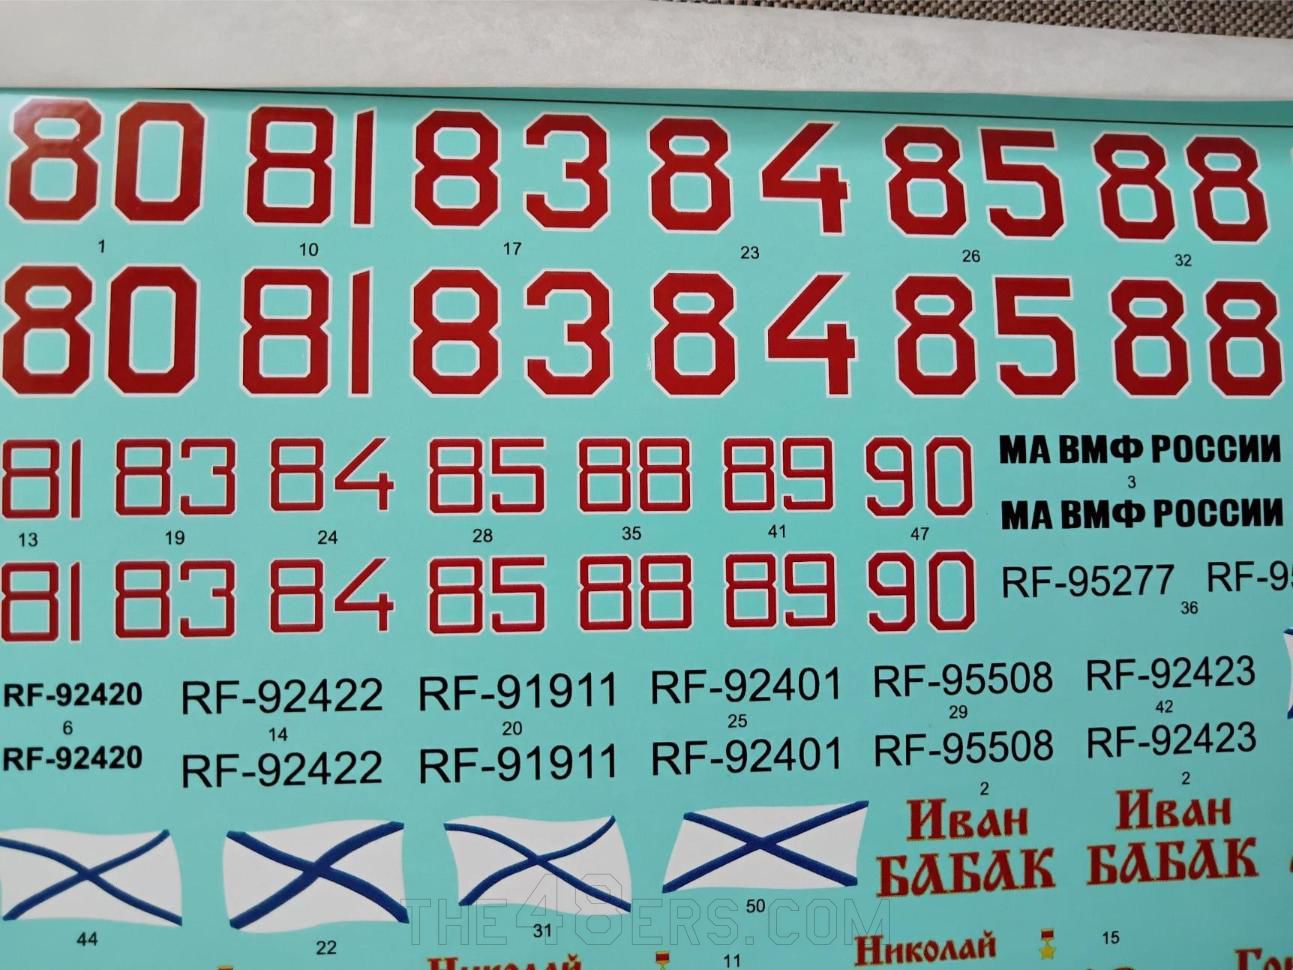 80 81 83 84 85 88
1 10 17 23 26 32
80 81 83 84 85 88
81 83 84 85 88 89 90 МА ВМФ РОССИИ
3
13 19 24 28 35 41 47 МА ВМФ РОССИИ
81 83 84 85 88 89 90 RF-95277
36
RF-92420 RF-92422 RF-91911 RF-92401 RF-95508 RF-92423
6 14 20 25 29 42
RF-92420 RF-92422 RF-91911 RF-92401 RF-95508 RF-92423
2 2
Иван Иван
БАБАК БАБАК
44 22 31 50
THE48ERS.COM
Николай Николай 15
11